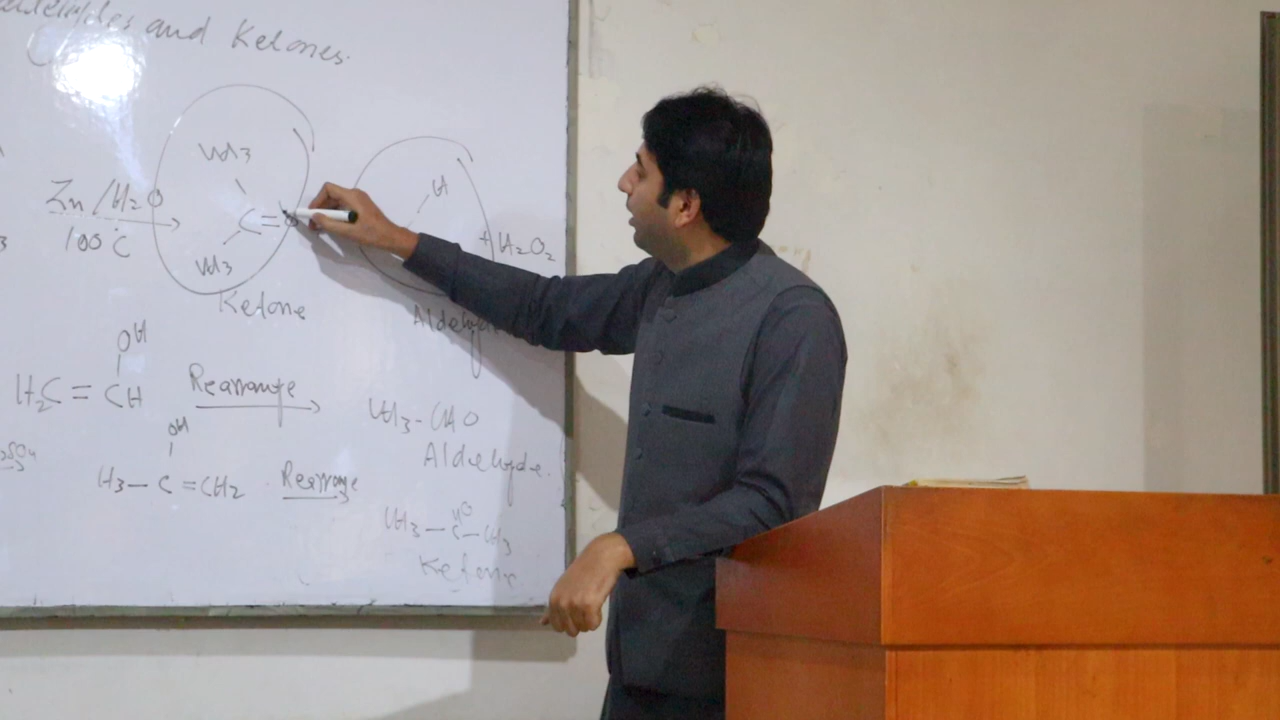 and Ketones.
Zn/H2O
100°C
CH3
C=O
CH3
Ketone
H
+ H2O2
Aldehyde
OH
H2C = CH
Rearrange
CH3-CHO
Aldehyde.
OH
H3— C =CH2
Rearrange
O
CH3—C—CH3
Ketone